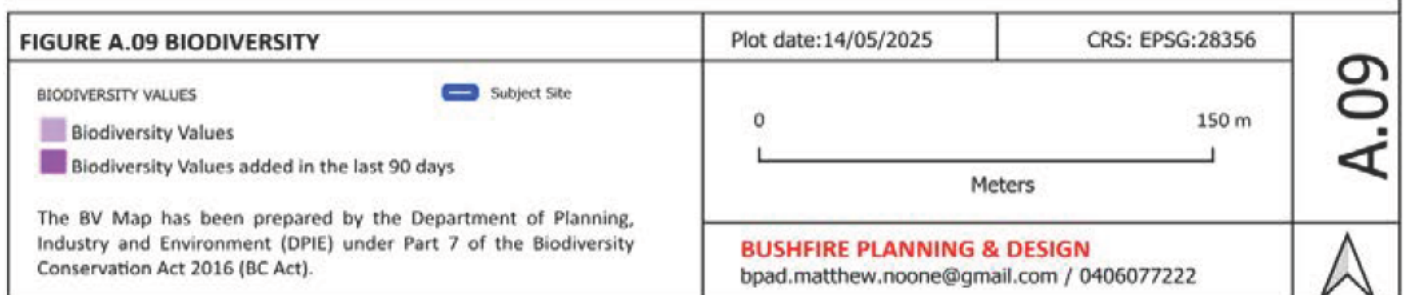 FIGURE A.09 BIODIVERSITY
Plot date:14/05/2025
CRS: EPSG:28356
A.09
BIODIVERSITY VALUES
Subject Site
Biodiversity Values
Biodiversity Values added in the last 90 days
The BV Map has been prepared by the Department of Planning,
Industry and Environment (DPIE) under Part 7 of the Biodiversity
Conservation Act 2016 (BC Act).
0
150 m
Meters
BUSHFIRE PLANNING & DESIGN
bpad.matthew.noone@gmail.com / 0406077222